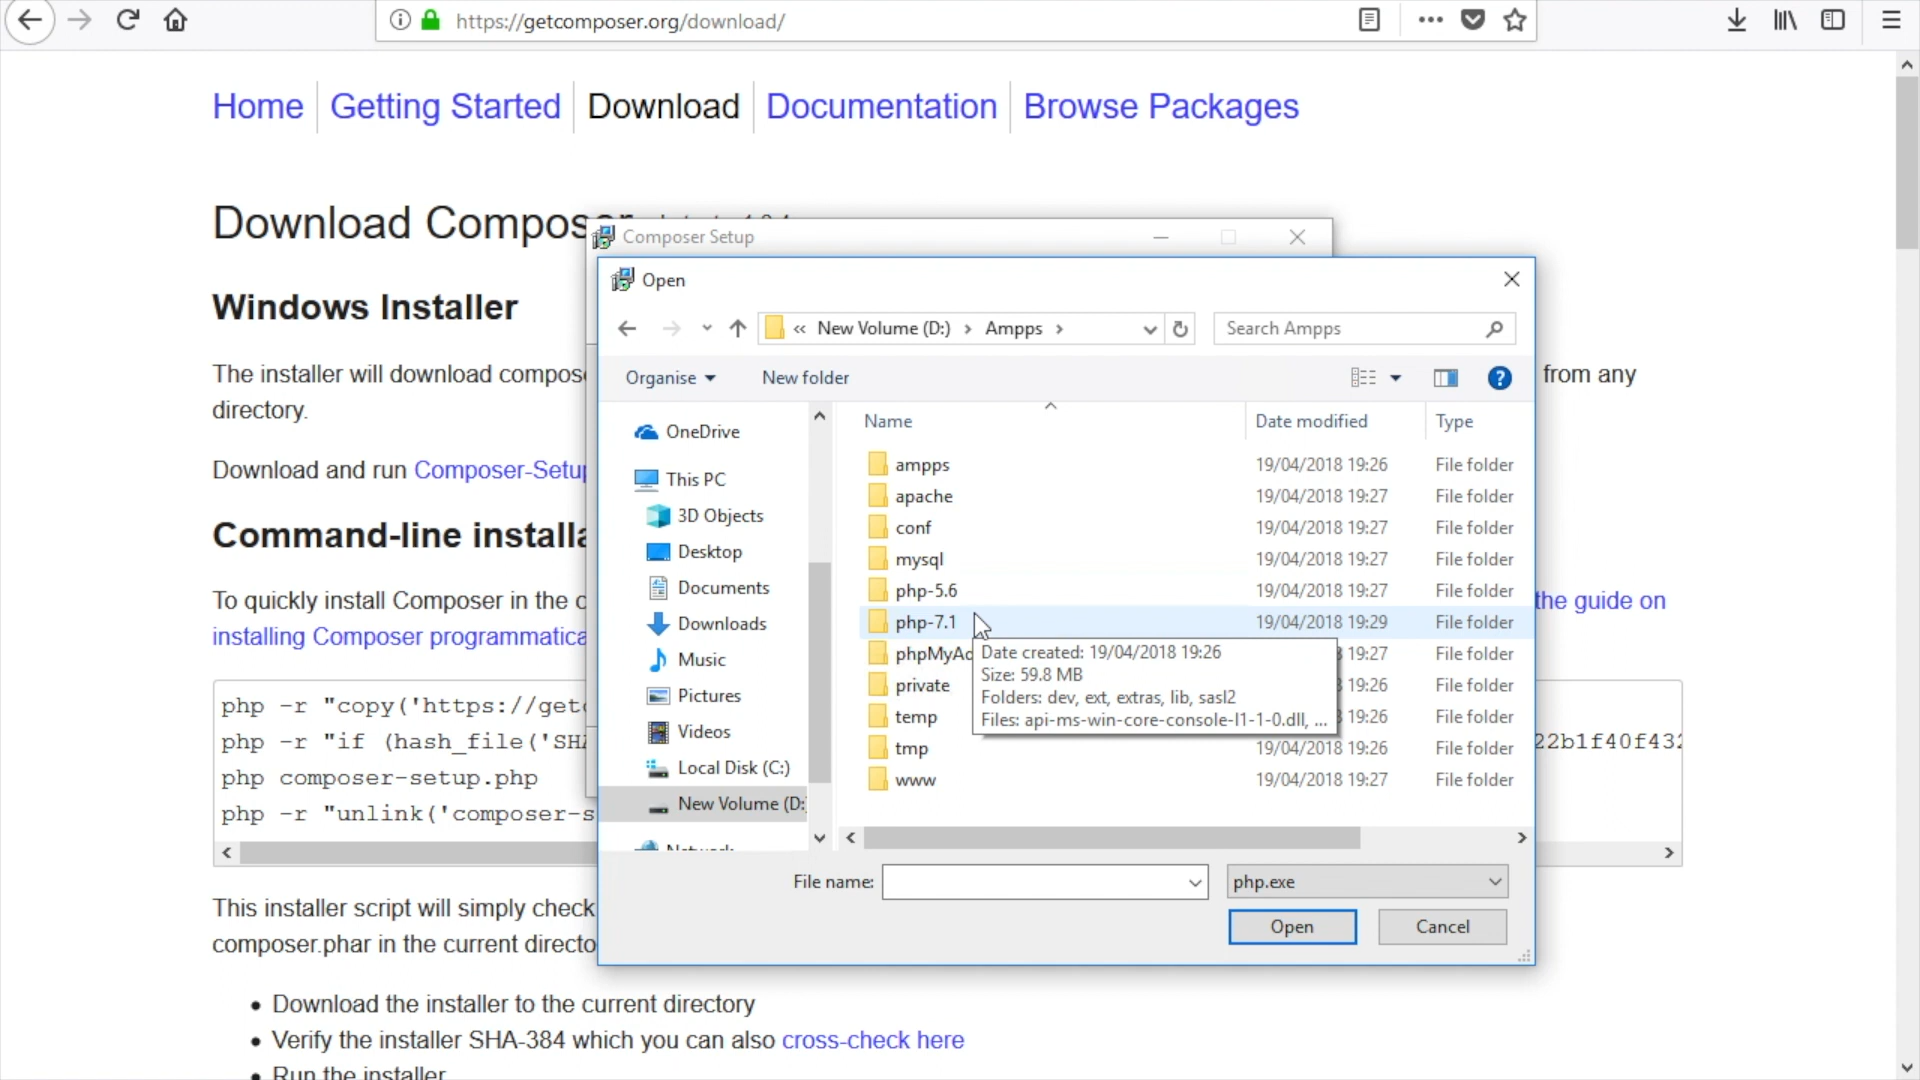 https://getcomposer.org/download/
Home Getting Started Download Documentation Browse Packages
Download Compos
Composer Setup
Open
Windows Installer
New Volume (D:) Ampps
Search Ampps
The installer will download compos from any
directory.
Organise New folder
Name Date modified Type
OneDrive
This PC
3D Objects
Desktop
Documents
Downloads
Music
Pictures
Videos
Local Disk (C:)
New Volume (D:
ampps 19/04/2018 19:26 File folder
apache 19/04/2018 19:27 File folder
conf 19/04/2018 19:27 File folder
mysql 19/04/2018 19:27 File folder
php-5.6 19/04/2018 19:27 File folder
php-7.1 19/04/2018 19:29 File folder
phpMyAd 19:27 File folder
private 19:26 File folder
temp 19:26 File folder
tmp 19/04/2018 19:26 File folder
www 19/04/2018 19:27 File folder
Date created: 19/04/2018 19:26
Size: 59.8 MB
Folders: dev, ext, extras, lib, sasl2
Files: api-ms-win-core-console-l1-1-0.dll, ...
File name: php.exe
Open Cancel
Download and run Composer-Setup
Command-line installa
To quickly install Composer in the c the guide on
installing Composer programmatica
php -r "copy('https://getc
php -r "if (hash_file('SHA 22b1f40f432
php composer-setup.php
php -r "unlink('composer-s
This installer script will simply check
composer.phar in the current directo
• Download the installer to the current directory
• Verify the installer SHA-384 which you can also cross-check here
• Run the installer